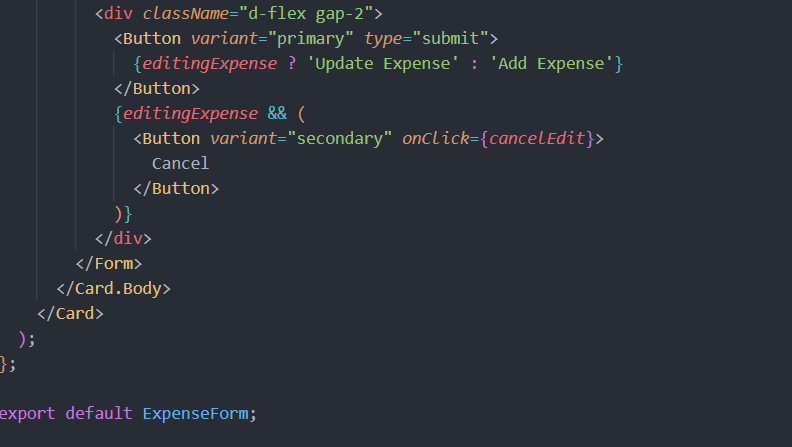 <div className="d-flex gap-2">
<Button variant="primary" type="submit">
{editingExpense ? 'Update Expense' : 'Add Expense'}
</Button>
{editingExpense && (
<Button variant="secondary" onClick={cancelEdit}>
Cancel
</Button>
)}
</div>
</Form>
</Card.Body>
</Card>
);
};
export default ExpenseForm;